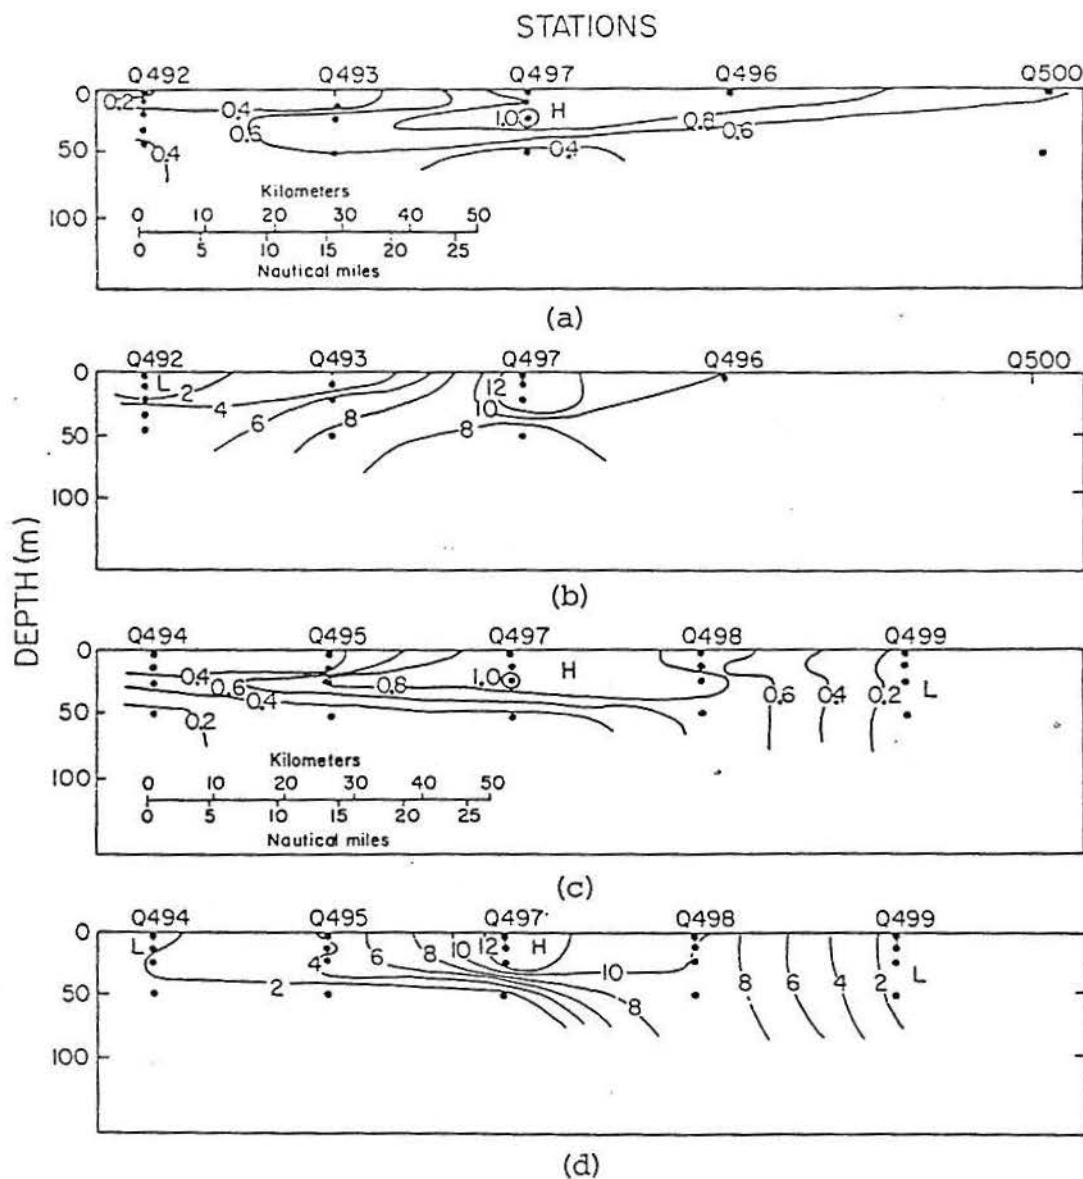 STATIONS
Q492 Q493 Q497 Q496 Q500
0
50
100
0.2 0.4 0.6 0.4 1.0 H 0.8 0.6 0.4
Kilometers
0 10 20 30 40 50
0 5 10 15 20 25
Nautical miles
(a)
Q492 Q493 Q497 Q496 Q500
0
50
100
L 2 4 6 8 12 10 8
(b)
DEPTH (m)
Q494 Q495 Q497 Q498 Q499
0
50
100
0.4 0.6 0.4 0.2 0.8 1.0 H 0.6 0.4 0.2 L
Kilometers
0 10 20 30 40 50
0 5 10 15 20 25
Nautical miles
(c)
Q494 Q495 Q497 Q498 Q499
0
50
100
L 2 4 6 8 10 12 H 10 8 8 6 4 2 L
(d)